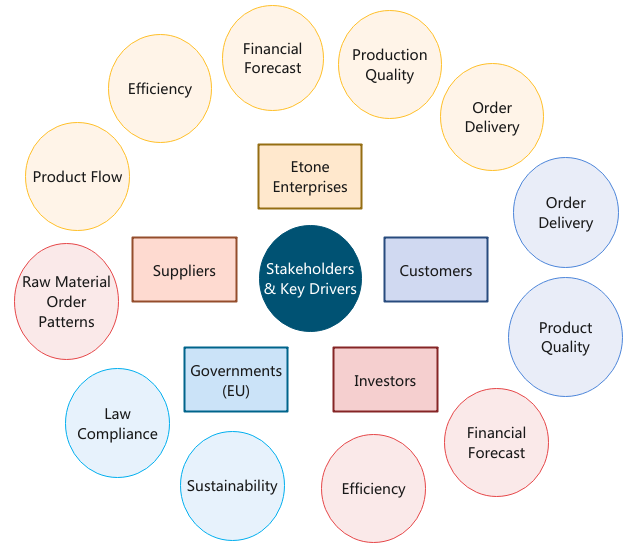 Financial
Forecast
Production
Quality
Efficiency
Order
Delivery
Product Flow
Etone
Enterprises
Order
Delivery
Raw Material
Order
Patterns
Suppliers
Stakeholders
& Key Drivers
Customers
Product
Quality
Governments
(EU)
Investors
Law
Compliance
Financial
Forecast
Sustainability
Efficiency